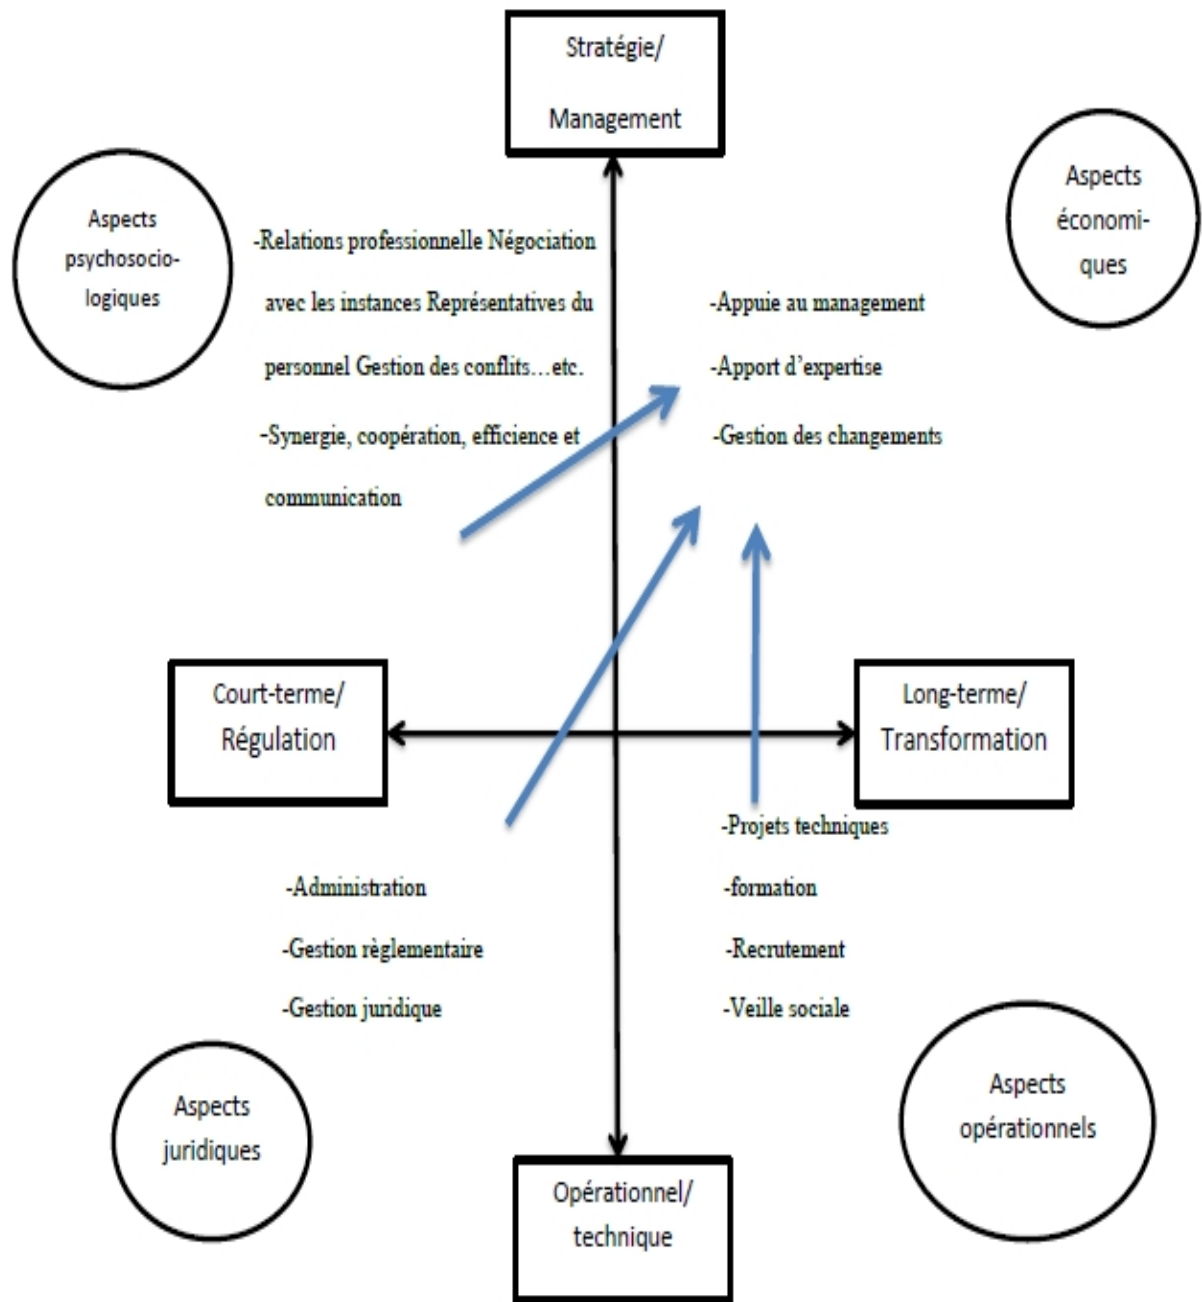 Stratégie/
Management
Aspects
psychosocio-
logiques
Aspects
économi-
ques
-Relations professionnelle Négociation
avec les instances Représentatives du
personnel Gestion des conflits…etc.
-Synergie, coopération, efficience et
communication
-Appuie au management
-Apport d’expertise
-Gestion des changements
Court-terme/
Régulation
Long-terme/
Transformation
-Administration
-Gestion règlementaire
-Gestion juridique
-Projets techniques
-formation
-Recrutement
-Veille sociale
Aspects
juridiques
Aspects
opérationnels
Opérationnel/
technique